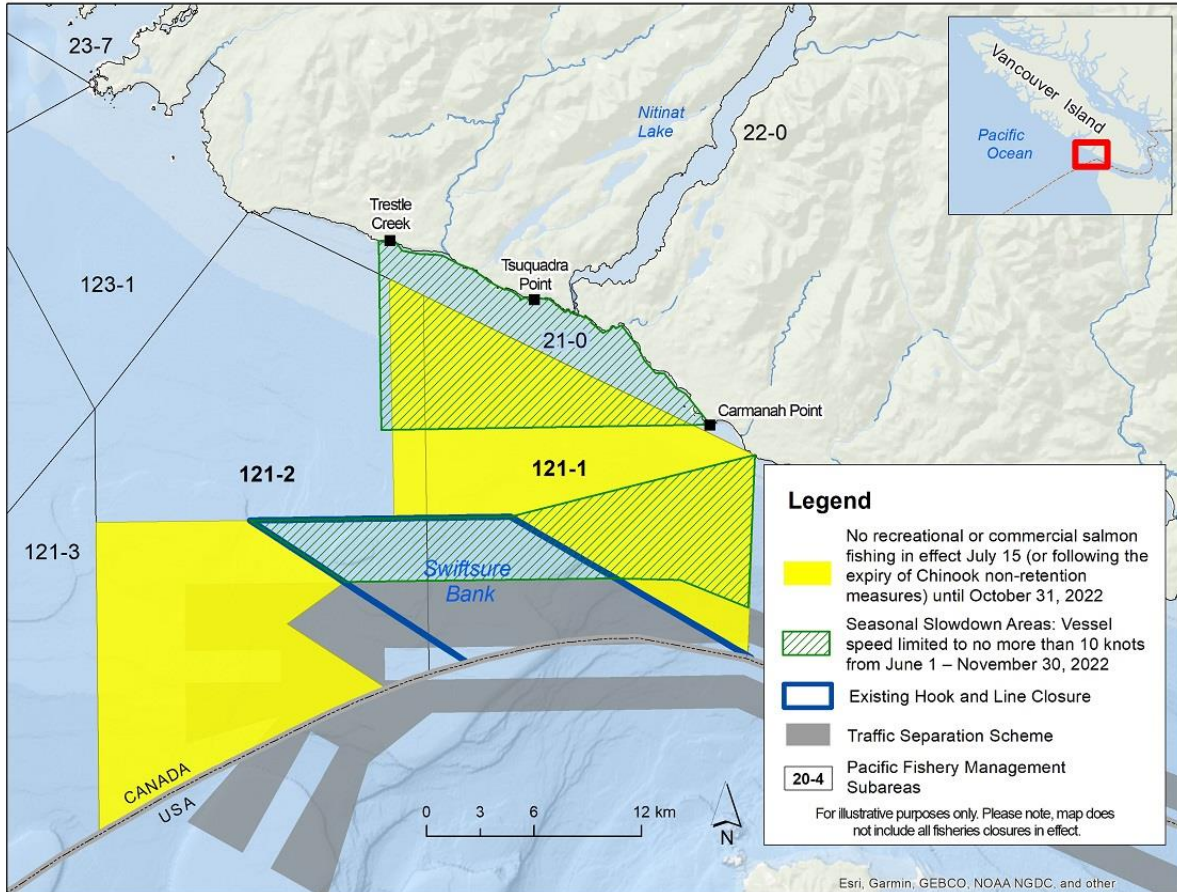 23-7
Nitinat
Lake
22-0
Vancouver Island
Pacific
Ocean
Trestle
Creek
Tsuquadra
Point
123-1
21-0
Carmanah Point
121-2
121-1
121-3
Swiftsure
Bank
CANADA
USA
0 3 6 12 km
N
Legend
No recreational or commercial salmon
fishing in effect July 15 (or following the
expiry of Chinook non-retention
measures) until October 31, 2022
Seasonal Slowdown Areas: Vessel
speed limited to no more than 10 knots
from June 1 – November 30, 2022
Existing Hook and Line Closure
Traffic Separation Scheme
20-4 Pacific Fishery Management
Subareas
For illustrative purposes only. Please note, map does
not include all fisheries closures in effect.
Esri, Garmin, GEBCO, NOAA NGDC, and other